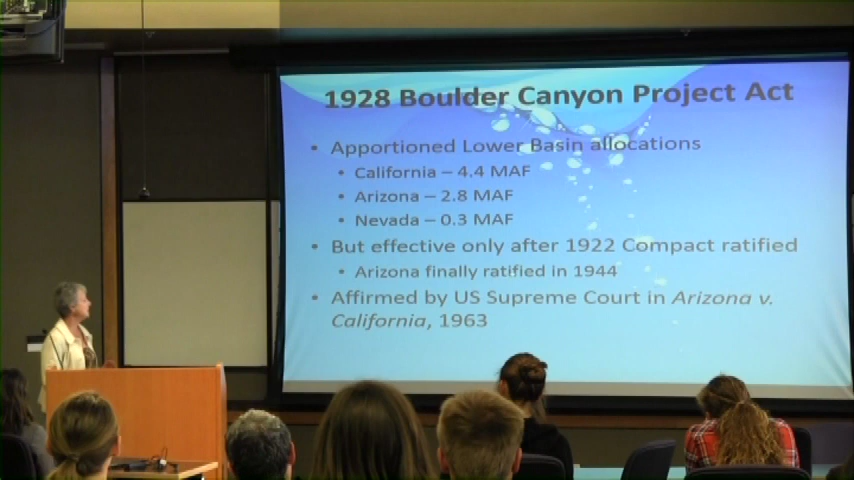 1928 Boulder Canyon Project Act
• Apportioned Lower Basin allocations
• California – 4.4 MAF
• Arizona – 2.8 MAF
• Nevada – 0.3 MAF
• But effective only after 1922 Compact ratified
• Arizona finally ratified in 1944
• Affirmed by US Supreme Court in Arizona v.
California, 1963